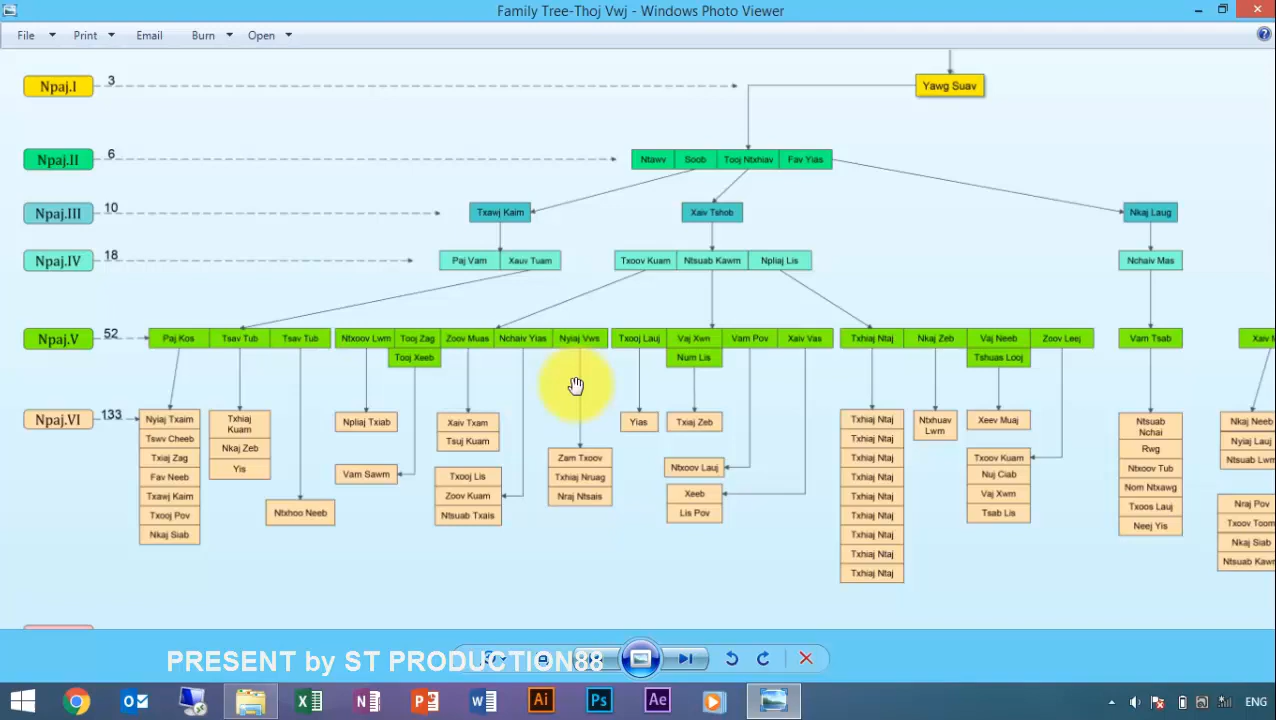 Family Tree-Thoj Vwj - Windows Photo Viewer
File Print Email Burn Open
Npaj.I 3 Yawg Suav
Npaj.II 6 Ntawv Soob Tooj Ntxhiav Fav Yias
Npaj.III 10 Txawj Kaim Xaiv Tshob Nkaj Laug
Npaj.IV 18 Paj Vam Xauv Tuam Txoov Kuam Ntsuab Kawm Npliaj Lis Nchaiv Mas
Npaj.V 52 Paj Kos Tsav Tub Tsav Tub Ntxoov Lwm Tooj Zag Zoov Muas Nchaiv Yias Nyiaj Vws Txooj Lauj Vaj Xwn Vam Pov Xaiv Vas Txhiaj Ntaj Nkaj Zeb Vaj Neeb Zoov Leej Vam Tsab
Tooj Xeeb Num Lis Tshuas Looj
Npaj.VI 133
Nyiaj Txaim
Tswv Cheeb
Txiaj Zag
Fav Neeb
Txawj Kaim
Txooj Pov
Nkaj Siab
Txhiaj
Kuam
Nkaj Zeb
Yis
Ntxhoo Neeb
Npliaj Txiab
Vam Sawm
Xaiv Txam
Tsuj Kuam
Txooj Lis
Zoov Kuam
Ntsuab Txais
Zam Txoov
Txhiaj Nruag
Nraj Ntsais
Yias
Txiaj Zeb
Ntxoov Lauj
Xeeb
Lis Pov
Txhiaj Ntaj
Txhiaj Ntaj
Txhiaj Ntaj
Txhiaj Ntaj
Txhiaj Ntaj
Txhiaj Ntaj
Txhiaj Ntaj
Txhiaj Ntaj
Txhiaj Ntaj
Ntxhuav
Lwm
Xeev Muaj
Txoov Kuam
Nuj Ciab
Vaj Xwm
Tsab Lis
Ntsuab
Nchai
Rwg
Ntxoov Tub
Nom Ntxawg
Txoos Lauj
Neej Yis
Nkaj Neeb
Nyiaj Lauj
Ntsuab Lwm
Nraj Pov
Txoov Toom
Nkaj Siab
Ntsuab Kawm
PRESENT by ST PRODUCTION88
ENG